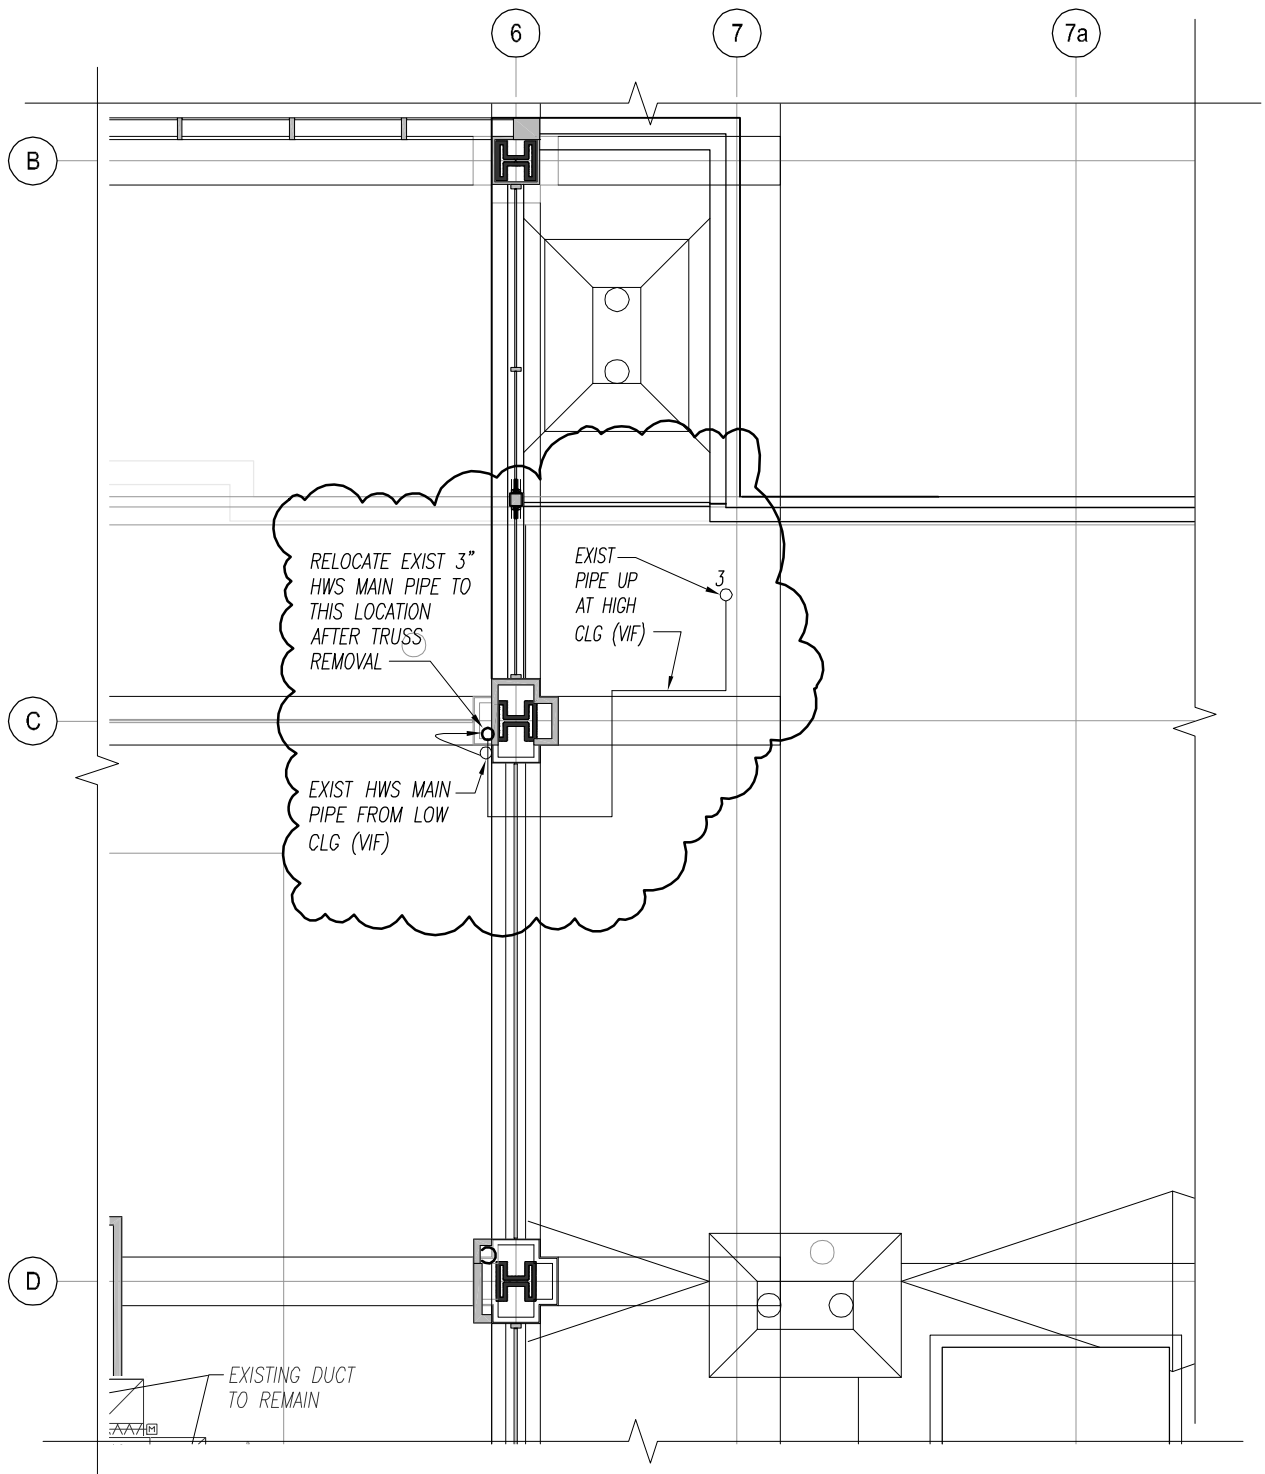 6
7
7a
B
RELOCATE EXIST 3"
HWS MAIN PIPE TO
THIS LOCATION
AFTER TRUSS
REMOVAL
EXIST
PIPE UP
AT HIGH
CLG (VIF)
3
C
EXIST HWS MAIN
PIPE FROM LOW
CLG (VIF)
D
EXISTING DUCT
TO REMAIN
M